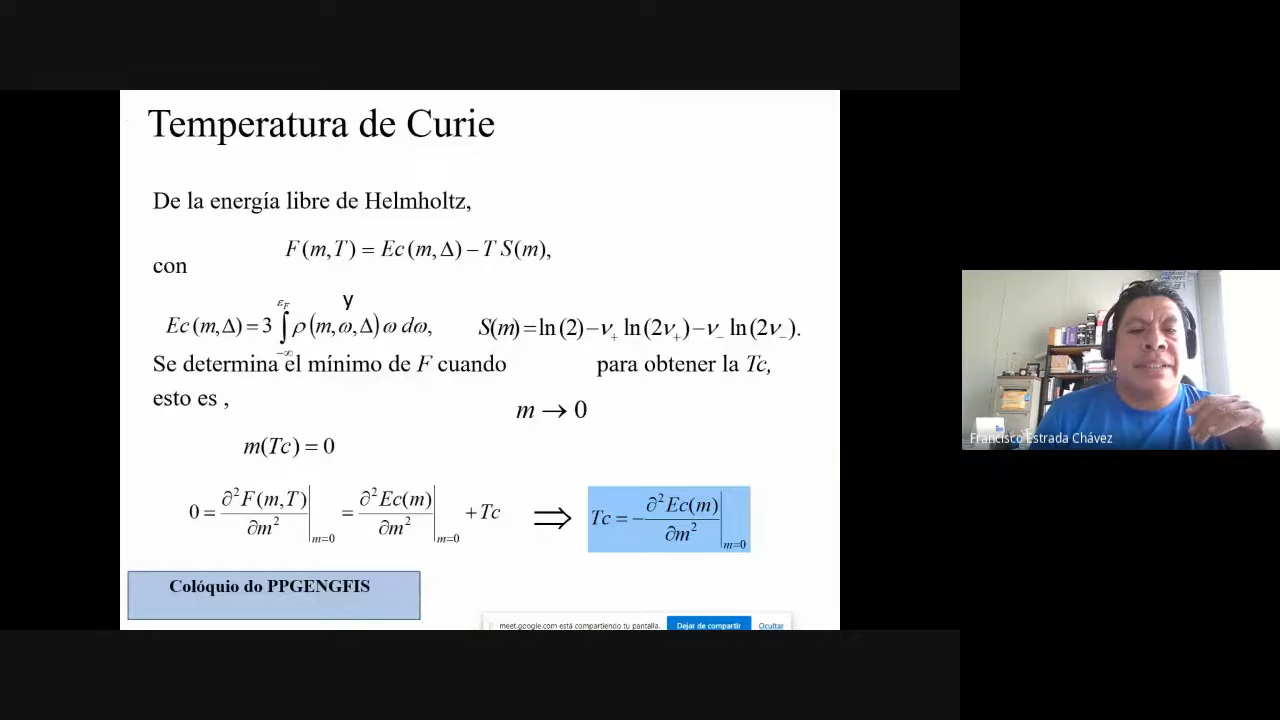 Temperatura de Curie
De la energía libre de Helmholtz,
F(m,T) = Ec(m,Δ) − T S(m),
con
y
Ec(m,Δ) = 3 ∫_{−∞}^{ε_F} ρ(m,ω,Δ) ω dω, S(m) = ln(2) − ν₊ ln(2ν₊) − ν₋ ln(2ν₋).
Se determina el mínimo de F cuando para obtener la Tc,
esto es ,
m → 0
m(Tc) = 0
0 = ∂²F(m,T)/∂m² |_{m=0} = ∂²Ec(m)/∂m² |_{m=0} + Tc ⟹ Tc = − ∂²Ec(m)/∂m² |_{m=0}
Colóquio do PPGENGFIS
meet.google.com está compartiendo tu pantalla. Dejar de compartir Ocultar
Francisco Estrada Chávez